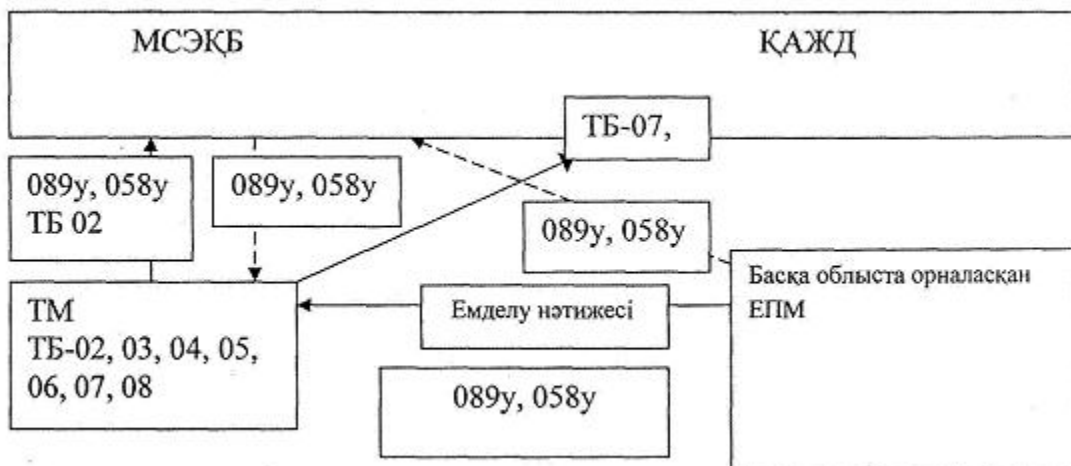 МСЭҚБ
ҚАЖД
ТБ-07,
089у, 058у
ТБ 02
089у, 058у
089у, 058у
ТМ
ТБ-02, 03, 04, 05,
06, 07, 08
Емделу нәтижесі
089у, 058у
Басқа облыста орналасқан
ЕПМ